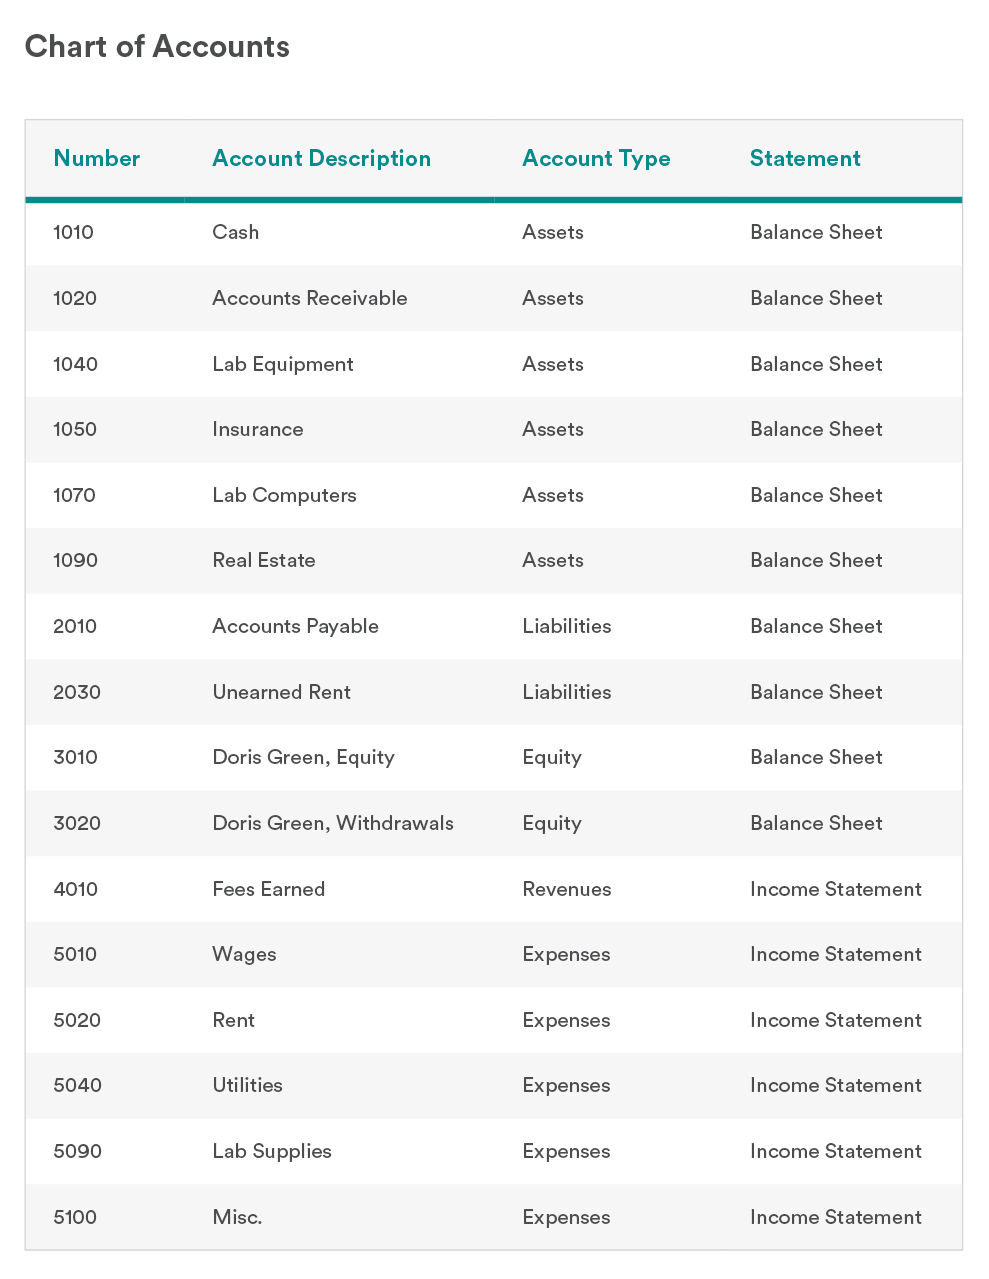 Chart of Accounts
Number Account Description Account Type Statement
1010 Cash Assets Balance Sheet
1020 Accounts Receivable Assets Balance Sheet
1040 Lab Equipment Assets Balance Sheet
1050 Insurance Assets Balance Sheet
1070 Lab Computers Assets Balance Sheet
1090 Real Estate Assets Balance Sheet
2010 Accounts Payable Liabilities Balance Sheet
2030 Unearned Rent Liabilities Balance Sheet
3010 Doris Green, Equity Equity Balance Sheet
3020 Doris Green, Withdrawals Equity Balance Sheet
4010 Fees Earned Revenues Income Statement
5010 Wages Expenses Income Statement
5020 Rent Expenses Income Statement
5040 Utilities Expenses Income Statement
5090 Lab Supplies Expenses Income Statement
5100 Misc. Expenses Income Statement